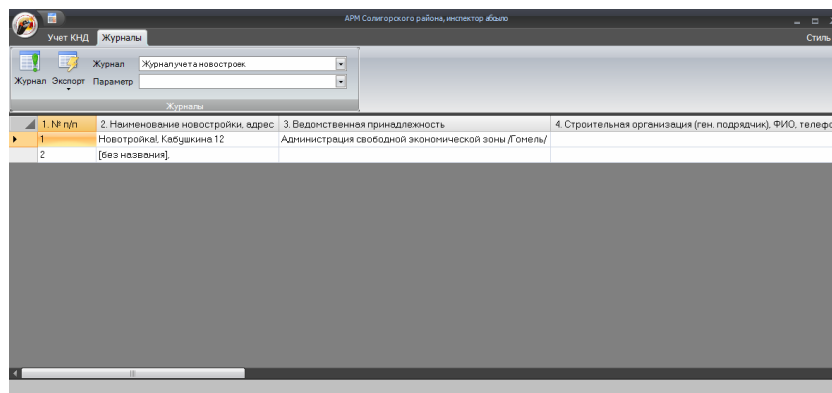 АРМ Солигорского района, инспектор абыло
Учет КНД Журналы Стиль
Журнал Экспорт Журнал Журнал учета новостроек
Параметр
Журналы
1. № п/п 2. Наименование новостройки, адрес 3. Ведомственная принадлежность 4. Строительная организация (ген. подрядчик), ФИО, телефо
1 Новотройка!, Кабушкина 12 Администрация свободной экономической зоны /Гомель/
2 [без названия],